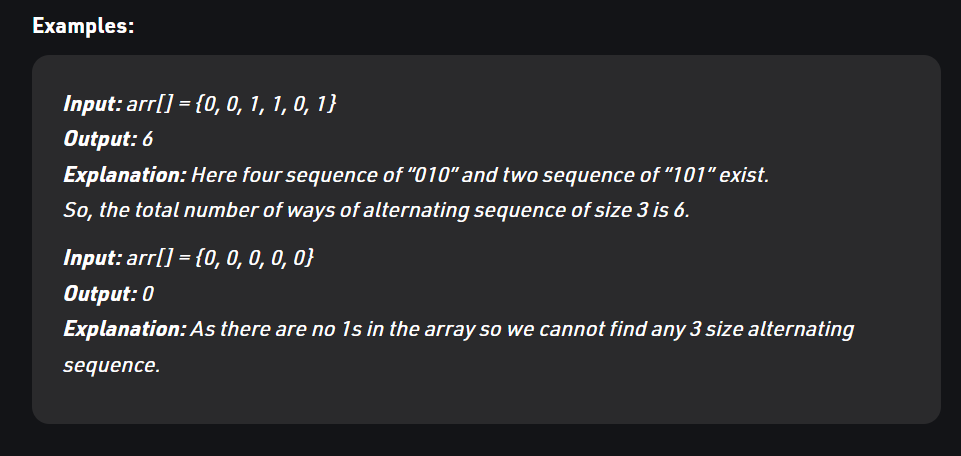 Examples:
Input: arr[] = {0, 0, 1, 1, 0, 1}
Output: 6
Explanation: Here four sequence of “010” and two sequence of “101” exist.
So, the total number of ways of alternating sequence of size 3 is 6.
Input: arr[] = {0, 0, 0, 0, 0}
Output: 0
Explanation: As there are no 1s in the array so we cannot find any 3 size alternating
sequence.